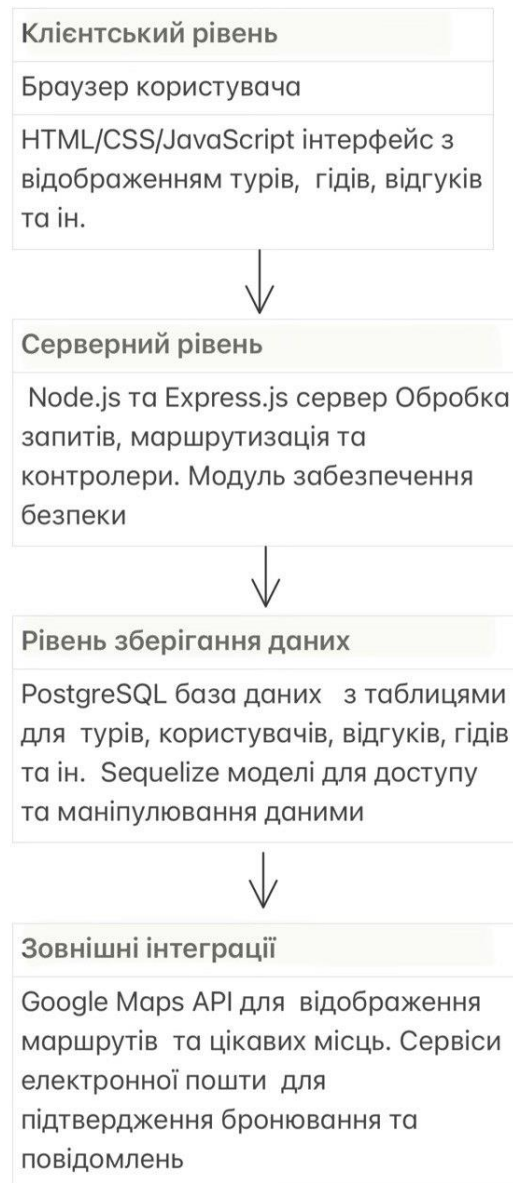 Клієнтський рівень
Браузер користувача
HTML/CSS/JavaScript інтерфейс з
відображенням турів, гідів, відгуків
та ін.
Серверний рівень
Node.js та Express.js сервер Обробка
запитів, маршрутизація та
контролери. Модуль забезпечення
безпеки
Рівень зберігання даних
PostgreSQL база даних з таблицями
для турів, користувачів, відгуків, гідів
та ін. Sequelize моделі для доступу
та маніпулювання даними
Зовнішні інтеграції
Google Maps API для відображення
маршрутів та цікавих місць. Сервіси
електронної пошти для
підтвердження бронювання та
повідомлень